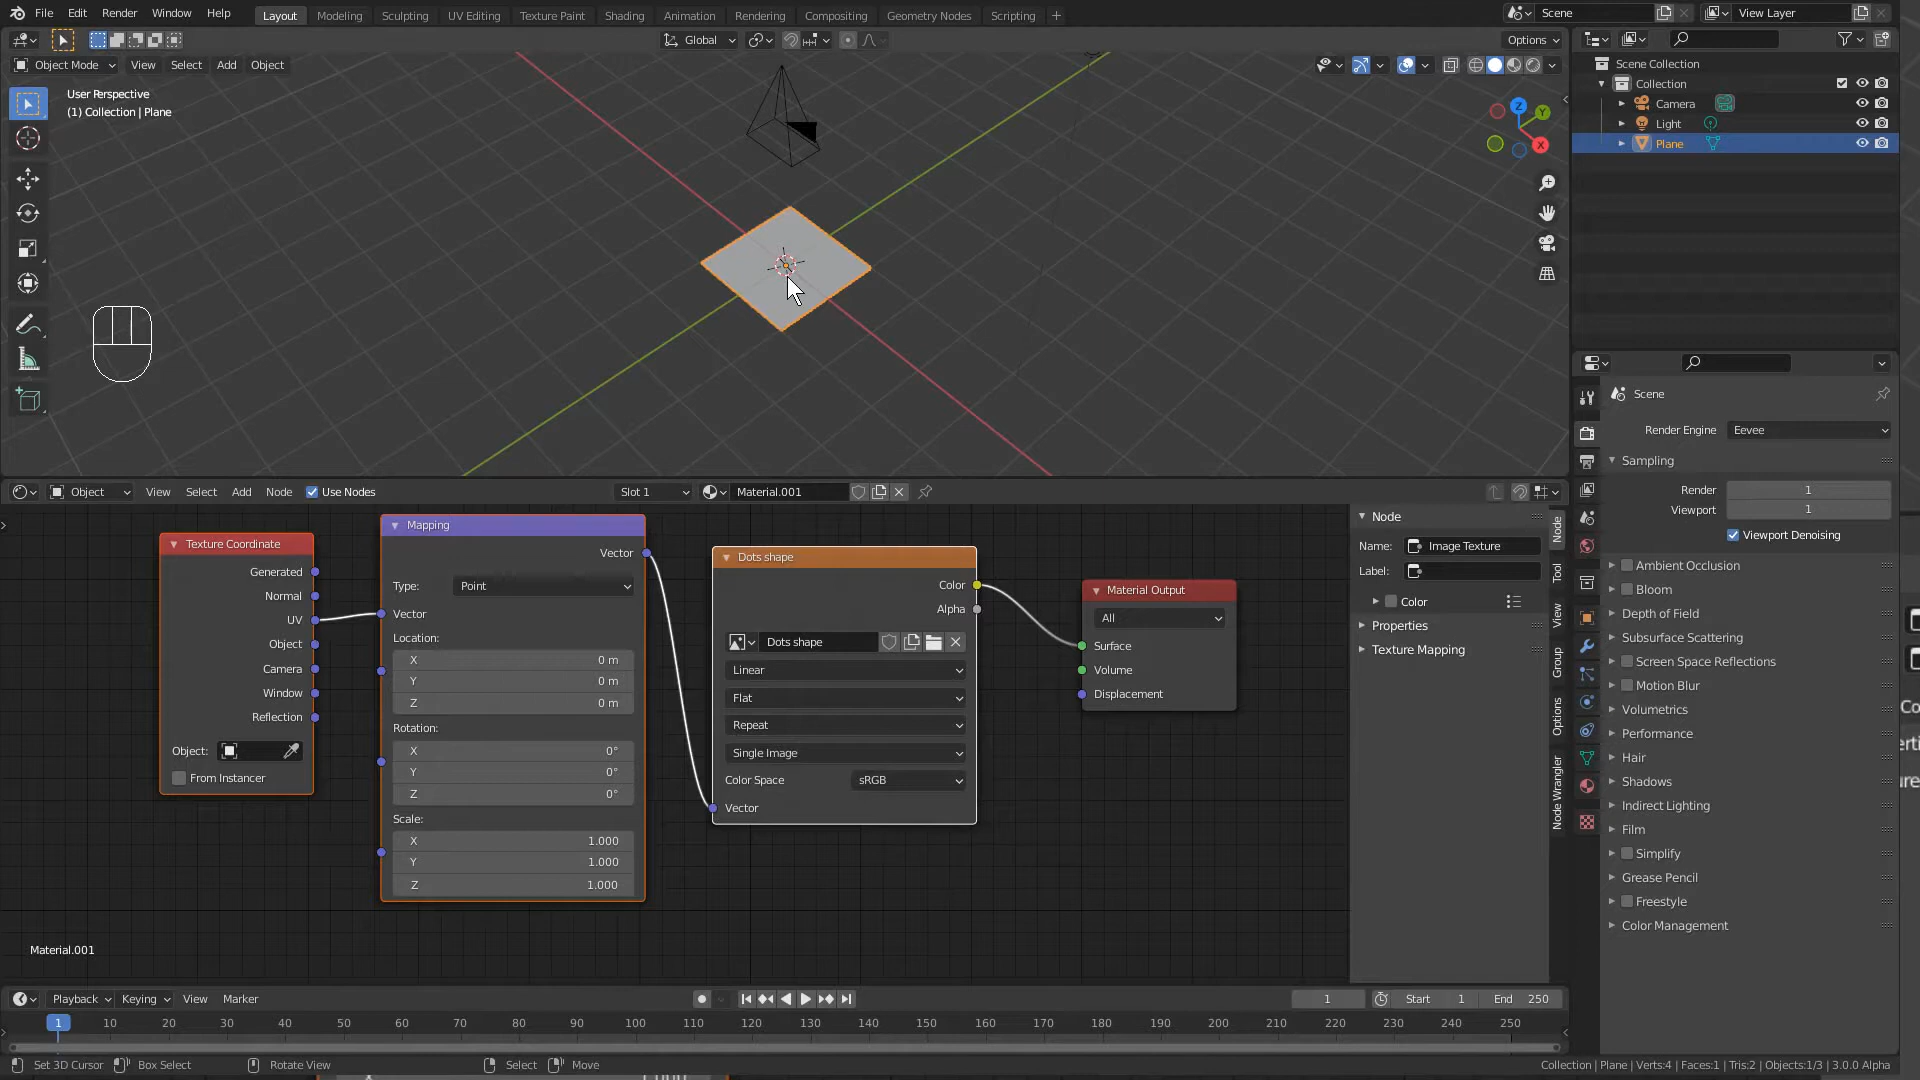 File Edit Render Window Help Layout Modeling Sculpting UV Editing Texture Paint Shading Animation Rendering Compositing Geometry Nodes Scripting + Scene View Layer
Global Options
Object Mode View Select Add Object
User Perspective
(1) Collection | Plane
Z
Y
X
Scene Collection
Collection
Camera
Light
Plane
Scene
Render Engine Eevee
Sampling
Render 1
Viewport 1
Viewport Denoising
Ambient Occlusion
Bloom
Depth of Field
Subsurface Scattering
Screen Space Reflections
Motion Blur
Volumetrics
Performance
Hair
Shadows
Indirect Lighting
Film
Simplify
Grease Pencil
Freestyle
Color Management
Object View Select Add Node Use Nodes Slot 1 Material.001
Texture Coordinate
Generated
Normal
UV
Object
Camera
Window
Reflection
Object:
From Instancer
Mapping
Vector
Type: Point
Vector
Location:
X 0 m
Y 0 m
Z 0 m
Rotation:
X 0°
Y 0°
Z 0°
Scale:
X 1.000
Y 1.000
Z 1.000
Dots shape
Color
Alpha
Dots shape
Linear
Flat
Repeat
Single Image
Color Space sRGB
Vector
Material Output
All
Surface
Volume
Displacement
Node
Name: Image Texture
Label:
Color
Properties
Texture Mapping
Node
Tool
View
Group
Options
Node Wrangler
Material.001
Playback Keying View Marker 1 Start 1 End 250
1 10 20 30 40 50 60 70 80 90 100 110 120 130 140 150 160 170 180 190 200 210 220 230 240 250
Set 3D Cursor Box Select Rotate View Select Move Collection | Plane | Verts:4 | Faces:1 | Tris:2 | Objects:1/3 | 3.0.0 Alpha